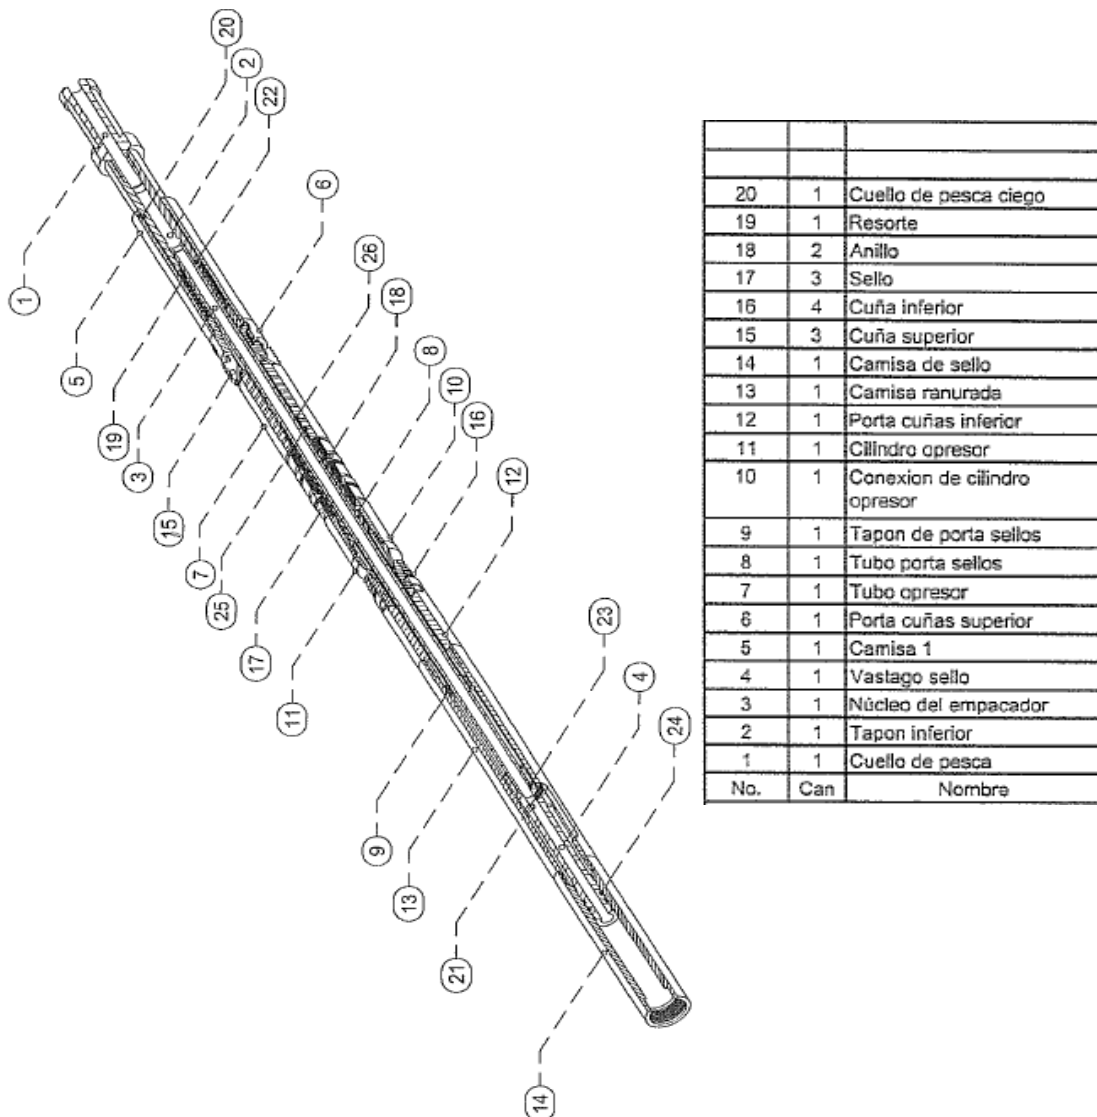 20
2
22
6
26
18
8
10
16
12
23
4
24
1
5
19
3
15
7
25
17
11
9
13
21
14
20 1 Cuello de pesca ciego
19 1 Resorte
18 2 Anillo
17 3 Sello
16 4 Cuña inferior
15 3 Cuña superior
14 1 Camisa de sello
13 1 Camisa ranurada
12 1 Porta cuñas inferior
11 1 Cilindro opresor
10 1 Conexion de cilindro
opresor
9 1 Tapon de porta sellos
8 1 Tubo porta sellos
7 1 Tubo opresor
6 1 Porta cuñas superior
5 1 Camisa 1
4 1 Vastago sello
3 1 Núcleo del empacador
2 1 Tapon inferior
1 1 Cuello de pesca
No. Can Nombre